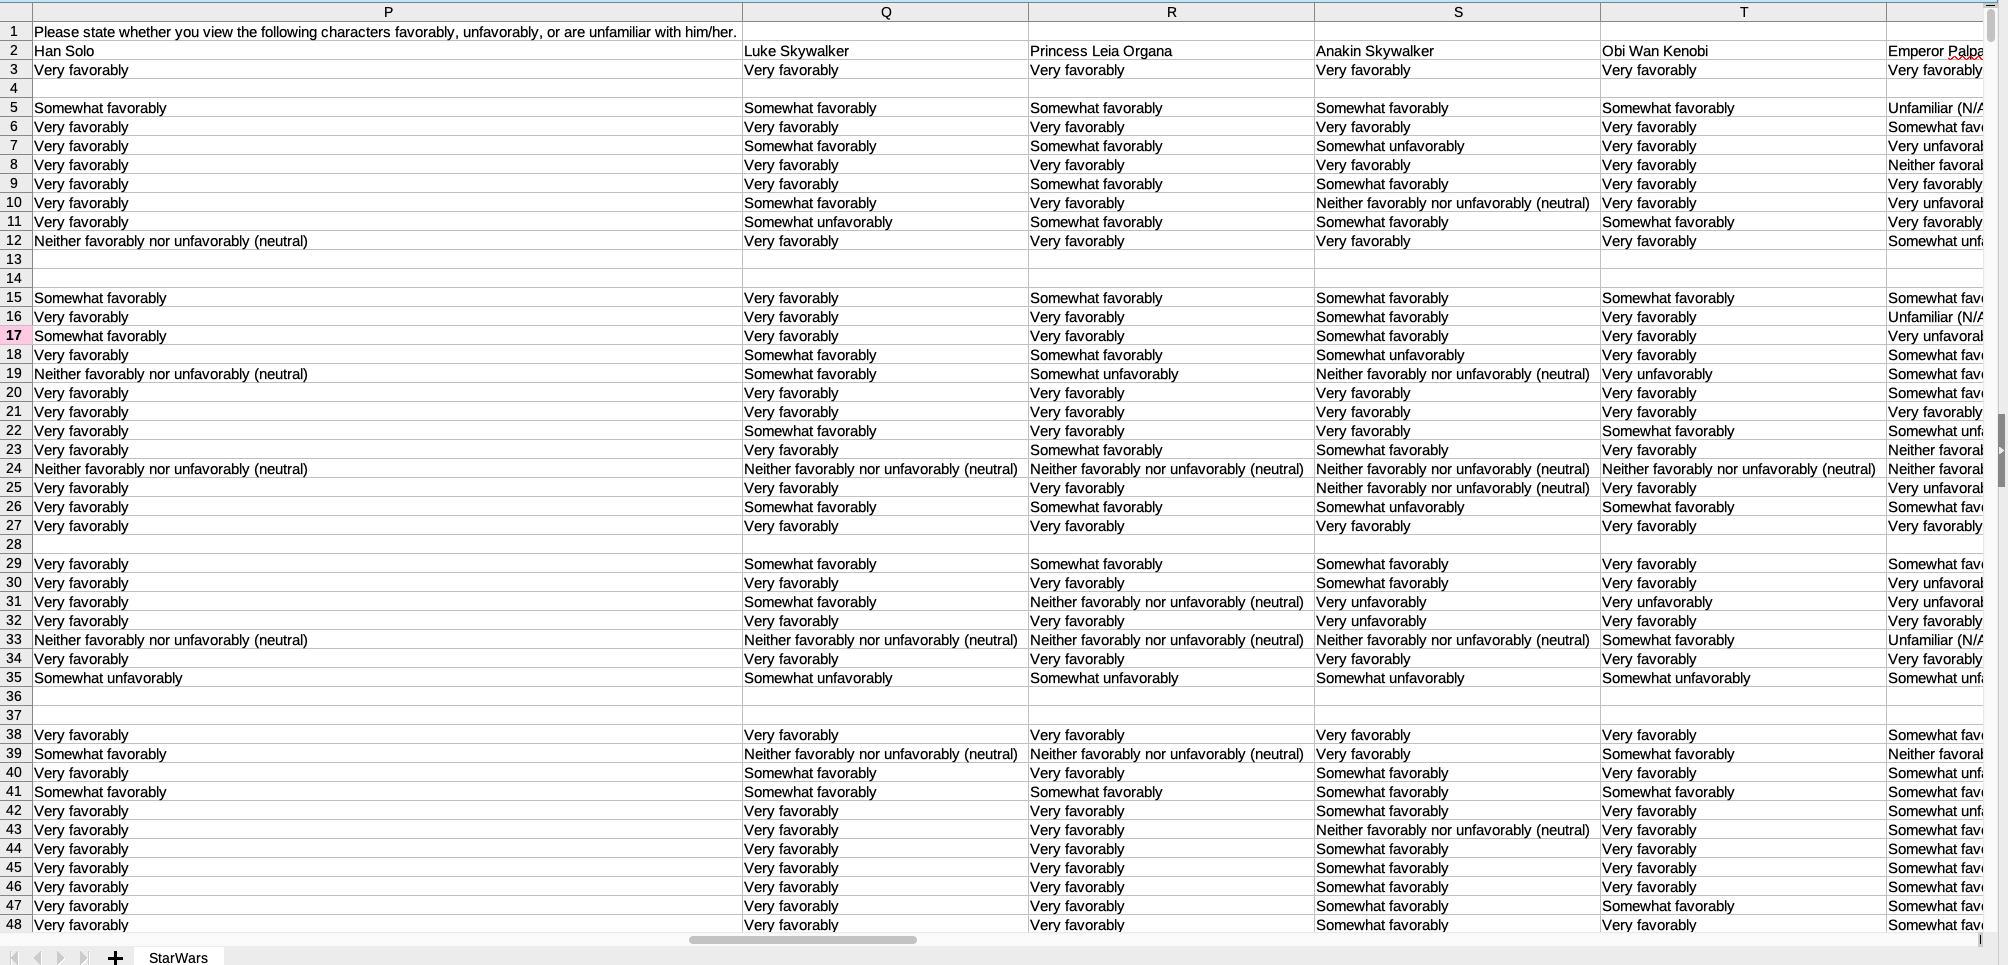 P Q R S T
1 Please state whether you view the following characters favorably, unfavorably, or are unfamiliar with him/her.
2 Han Solo Luke Skywalker Princess Leia Organa Anakin Skywalker Obi Wan Kenobi Emperor Palpa
3 Very favorably Very favorably Very favorably Very favorably Very favorably Very favorably
4
5 Somewhat favorably Somewhat favorably Somewhat favorably Somewhat favorably Somewhat favorably Unfamiliar (N/A
6 Very favorably Very favorably Very favorably Very favorably Very favorably Somewhat favo
7 Very favorably Somewhat favorably Somewhat favorably Somewhat unfavorably Very favorably Very unfavorab
8 Very favorably Very favorably Very favorably Very favorably Very favorably Neither favorab
9 Very favorably Very favorably Somewhat favorably Somewhat favorably Very favorably Very favorably
10 Very favorably Somewhat favorably Very favorably Neither favorably nor unfavorably (neutral) Very favorably Very unfavorab
11 Very favorably Somewhat unfavorably Somewhat favorably Somewhat favorably Somewhat favorably Very favorably
12 Neither favorably nor unfavorably (neutral) Very favorably Very favorably Very favorably Very favorably Somewhat unfa
13
14
15 Somewhat favorably Very favorably Somewhat favorably Somewhat favorably Somewhat favorably Somewhat favo
16 Very favorably Very favorably Very favorably Somewhat favorably Very favorably Unfamiliar (N/A
17 Somewhat favorably Very favorably Very favorably Somewhat favorably Very favorably Very unfavorab
18 Very favorably Somewhat favorably Somewhat favorably Somewhat unfavorably Very favorably Somewhat favo
19 Neither favorably nor unfavorably (neutral) Somewhat favorably Somewhat unfavorably Neither favorably nor unfavorably (neutral) Very unfavorably Somewhat favo
20 Very favorably Very favorably Very favorably Very favorably Very favorably Somewhat favo
21 Very favorably Very favorably Very favorably Very favorably Very favorably Very favorably
22 Very favorably Somewhat favorably Very favorably Very favorably Somewhat favorably Somewhat unfa
23 Very favorably Very favorably Somewhat favorably Somewhat favorably Very favorably Neither favorab
24 Neither favorably nor unfavorably (neutral) Neither favorably nor unfavorably (neutral) Neither favorably nor unfavorably (neutral) Neither favorably nor unfavorably (neutral) Neither favorably nor unfavorably (neutral) Neither favorab
25 Very favorably Very favorably Very favorably Neither favorably nor unfavorably (neutral) Very favorably Very unfavorab
26 Very favorably Somewhat favorably Somewhat favorably Somewhat unfavorably Somewhat favorably Somewhat favo
27 Very favorably Very favorably Very favorably Very favorably Very favorably Very favorably
28
29 Very favorably Somewhat favorably Somewhat favorably Somewhat favorably Very favorably Somewhat favo
30 Very favorably Very favorably Very favorably Somewhat favorably Very favorably Very unfavorab
31 Very favorably Somewhat favorably Neither favorably nor unfavorably (neutral) Very unfavorably Very unfavorably Very unfavorab
32 Very favorably Very favorably Very favorably Very unfavorably Very favorably Very favorably
33 Neither favorably nor unfavorably (neutral) Neither favorably nor unfavorably (neutral) Neither favorably nor unfavorably (neutral) Neither favorably nor unfavorably (neutral) Somewhat favorably Unfamiliar (N/A
34 Very favorably Very favorably Very favorably Very favorably Very favorably Very favorably
35 Somewhat unfavorably Somewhat unfavorably Somewhat unfavorably Somewhat unfavorably Somewhat unfavorably Somewhat unfa
36
37
38 Very favorably Very favorably Very favorably Very favorably Very favorably Somewhat favo
39 Somewhat favorably Neither favorably nor unfavorably (neutral) Neither favorably nor unfavorably (neutral) Very favorably Somewhat favorably Neither favorab
40 Very favorably Somewhat favorably Very favorably Somewhat favorably Very favorably Somewhat unfa
41 Somewhat favorably Somewhat favorably Somewhat favorably Somewhat favorably Somewhat favorably Somewhat favo
42 Very favorably Very favorably Very favorably Somewhat favorably Very favorably Somewhat unfa
43 Very favorably Very favorably Very favorably Neither favorably nor unfavorably (neutral) Very favorably Somewhat favo
44 Very favorably Very favorably Very favorably Somewhat favorably Very favorably Somewhat favo
45 Very favorably Very favorably Very favorably Somewhat favorably Very favorably Somewhat favo
46 Very favorably Very favorably Very favorably Somewhat favorably Very favorably Somewhat favo
47 Very favorably Very favorably Very favorably Somewhat favorably Somewhat favorably Somewhat favo
48 Very favorably Very favorably Very favorably Somewhat favorably Very favorably Somewhat favo
StarWars